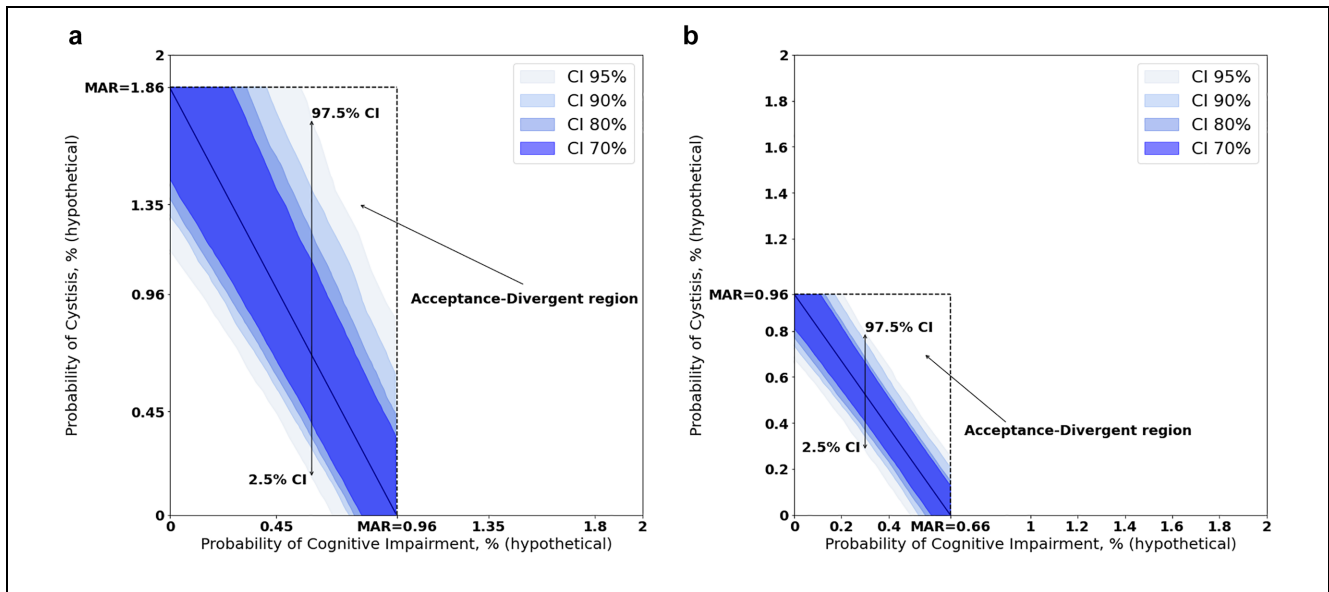 a
2
MAR=1.86
1.35
0.96
0.45
0
Probability of Cystisis, % (hypothetical)
CI 95%
CI 90%
CI 80%
CI 70%
97.5% CI
Acceptance-Divergent region
2.5% CI
0
0.45
MAR=0.96
1.35
1.8
2
Probability of Cognitive Impairment, % (hypothetical)
b
2
1.8
1.6
1.4
1.2
MAR=0.96
0.8
0.6
0.4
0.2
0
Probability of Cystisis, % (hypothetical)
CI 95%
CI 90%
CI 80%
CI 70%
97.5% CI
Acceptance-Divergent region
2.5% CI
0
0.2
0.4
MAR=0.66
1
1.2
1.4
1.6
1.8
2
Probability of Cognitive Impairment, % (hypothetical)